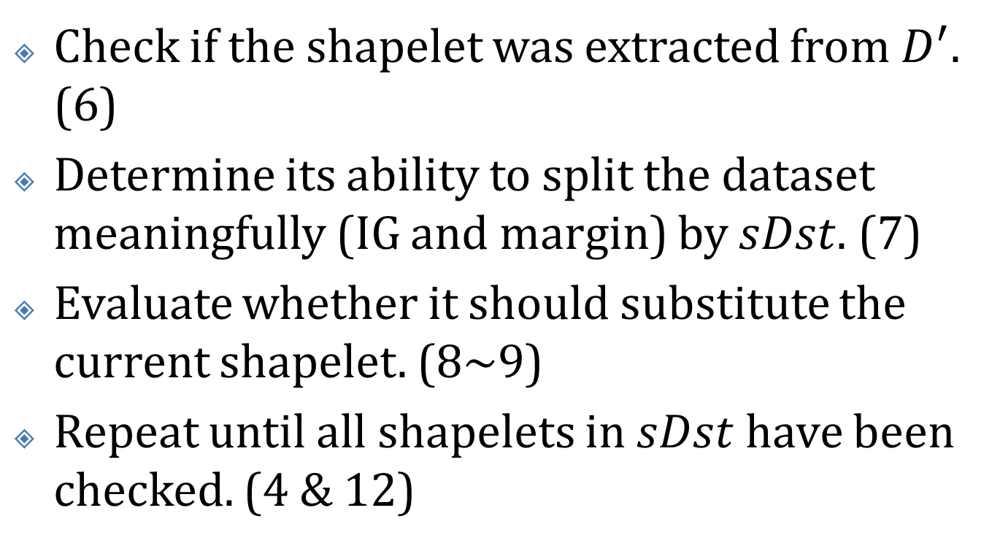 Check if the shapelet was extracted from D′.
(6)
Determine its ability to split the dataset
meaningfully (IG and margin) by sDst. (7)
Evaluate whether it should substitute the
current shapelet. (8~9)
Repeat until all shapelets in sDst have been
checked. (4 & 12)